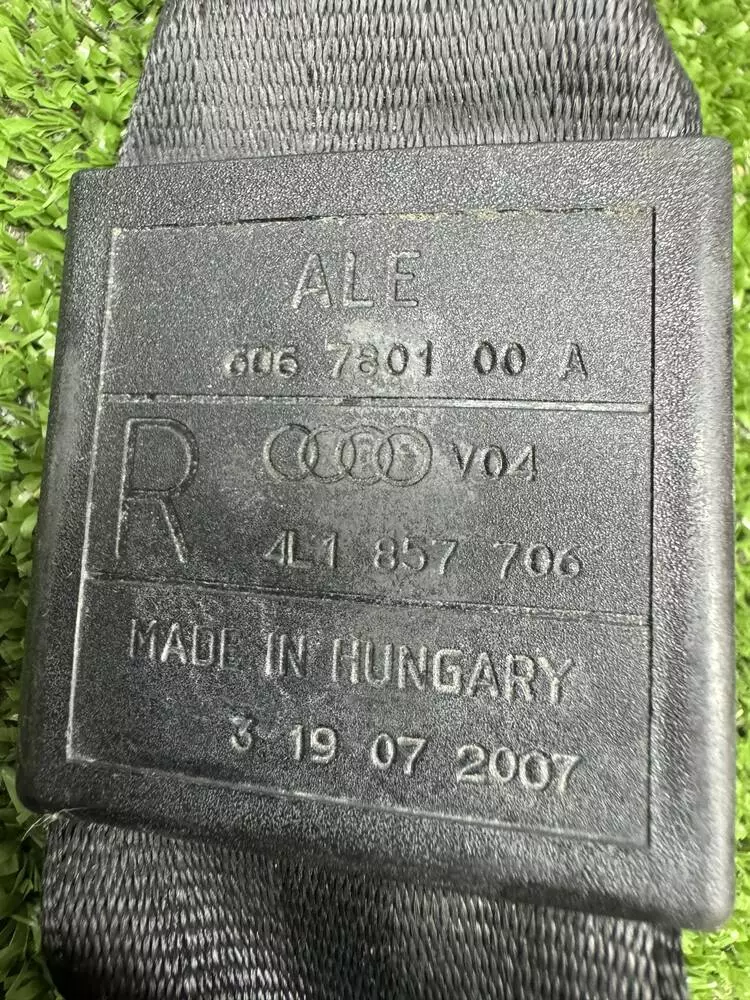 ALE
606 7801 00 A
R
V04
4L1 857 706
MADE IN HUNGARY
3 19 07 2007